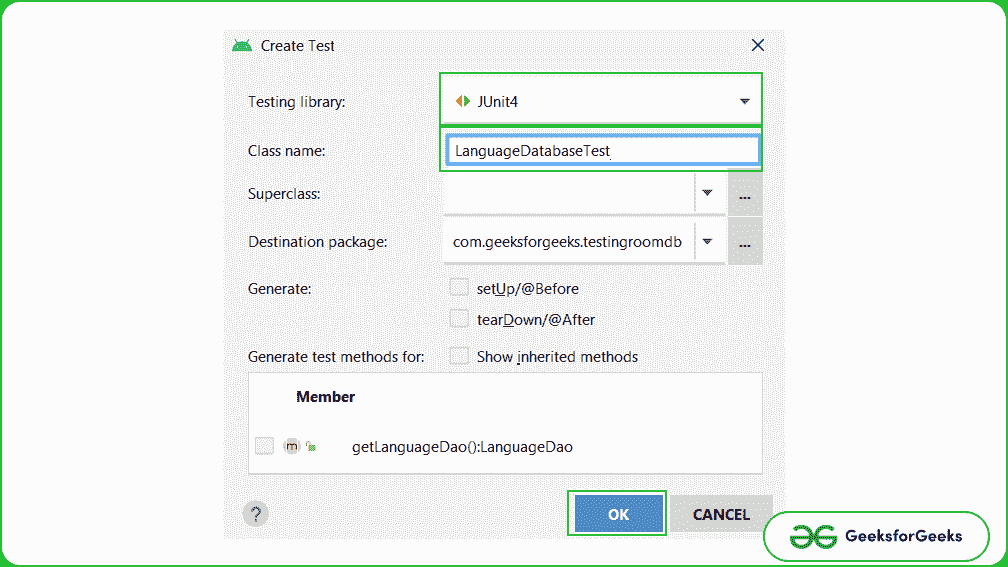 Create Test
Testing library:
JUnit4
Class name:
LanguageDatabaseTest
Superclass:
...
Destination package:
com.geeksforgeeks.testingroomdb
...
Generate:
setUp/@Before
tearDown/@After
Generate test methods for:
Show inherited methods
Member
m
getLanguageDao():LanguageDao
?
OK
CANCEL
GeeksforGeeks